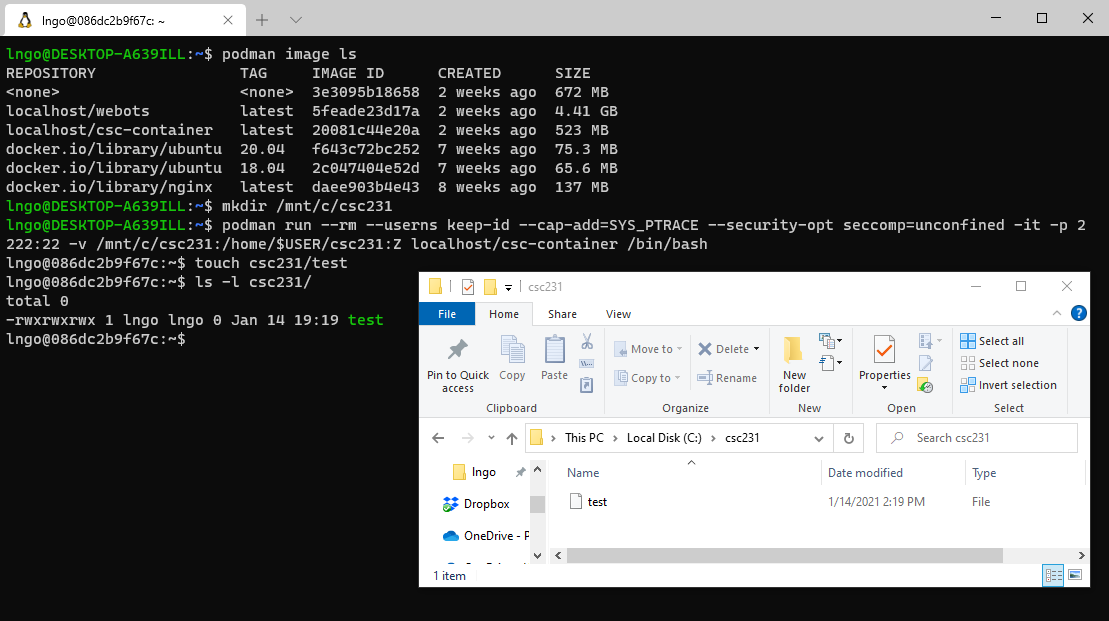 lngo@086dc2b9f67c: ~
lngo@DESKTOP-A639ILL:~$ podman image ls
REPOSITORY TAG IMAGE ID CREATED SIZE
<none> <none> 3e3095b18658 2 weeks ago 672 MB
localhost/webots latest 5feade23d17a 2 weeks ago 4.41 GB
localhost/csc-container latest 20081c44e20a 2 weeks ago 523 MB
docker.io/library/ubuntu 20.04 f643c72bc252 7 weeks ago 75.3 MB
docker.io/library/ubuntu 18.04 2c047404e52d 7 weeks ago 65.6 MB
docker.io/library/nginx latest daee903b4e43 8 weeks ago 137 MB
lngo@DESKTOP-A639ILL:~$ mkdir /mnt/c/csc231
lngo@DESKTOP-A639ILL:~$ podman run --rm --userns keep-id --cap-add=SYS_PTRACE --security-opt seccomp=unconfined -it -p 2
222:22 -v /mnt/c/csc231:/home/$USER/csc231:Z localhost/csc-container /bin/bash
lngo@086dc2b9f67c:~$ touch csc231/test
lngo@086dc2b9f67c:~$ ls -l csc231/
total 0
-rwxrwxrwx 1 lngo lngo 0 Jan 14 19:19 test
lngo@086dc2b9f67c:~$
csc231
File Home Share View
Pin to Quick access
Copy
Paste
Move to
Copy to
Delete
Rename
New folder
Properties
Select all
Select none
Invert selection
Clipboard Organize New Open Select
This PC Local Disk (C:) csc231
Search csc231
lngo
Dropbox
OneDrive - P
Name Date modified Type
test 1/14/2021 2:19 PM File
1 item